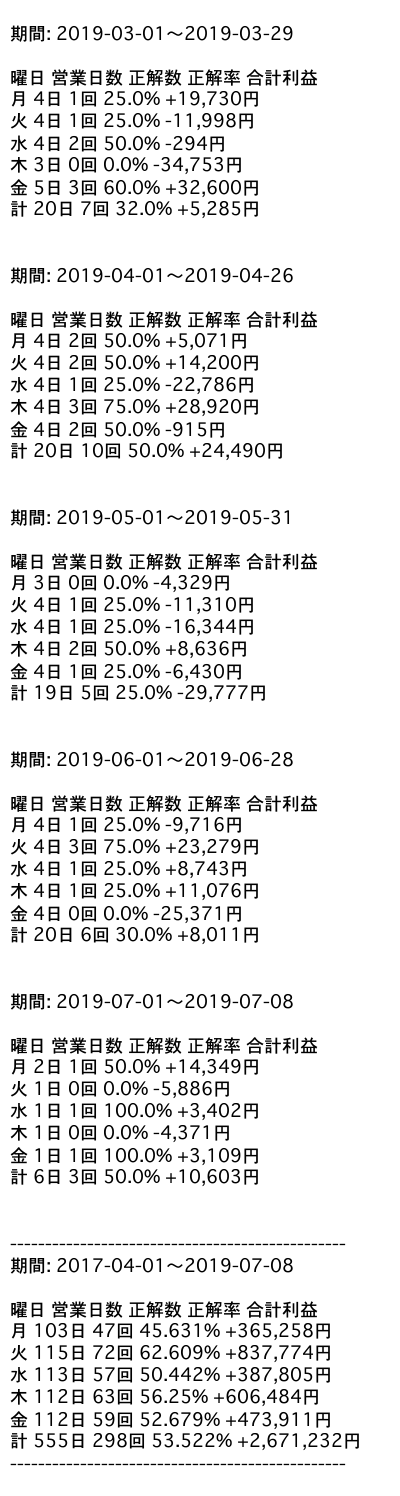 期間: 2019-03-01～2019-03-29
曜日 営業日数 正解数 正解率 合計利益
月 4日 1回 25.0% +19,730円
火 4日 1回 25.0% -11,998円
水 4日 2回 50.0% -294円
木 3日 0回 0.0% -34,753円
金 5日 3回 60.0% +32,600円
計 20日 7回 32.0% +5,285円
期間: 2019-04-01～2019-04-26
曜日 営業日数 正解数 正解率 合計利益
月 4日 2回 50.0% +5,071円
火 4日 2回 50.0% +14,200円
水 4日 1回 25.0% -22,786円
木 4日 3回 75.0% +28,920円
金 4日 2回 50.0% -915円
計 20日 10回 50.0% +24,490円
期間: 2019-05-01～2019-05-31
曜日 営業日数 正解数 正解率 合計利益
月 3日 0回 0.0% -4,329円
火 4日 1回 25.0% -11,310円
水 4日 1回 25.0% -16,344円
木 4日 2回 50.0% +8,636円
金 4日 1回 25.0% -6,430円
計 19日 5回 25.0% -29,777円
期間: 2019-06-01～2019-06-28
曜日 営業日数 正解数 正解率 合計利益
月 4日 1回 25.0% -9,716円
火 4日 3回 75.0% +23,279円
水 4日 1回 25.0% +8,743円
木 4日 1回 25.0% +11,076円
金 4日 0回 0.0% -25,371円
計 20日 6回 30.0% +8,011円
期間: 2019-07-01～2019-07-08
曜日 営業日数 正解数 正解率 合計利益
月 2日 1回 50.0% +14,349円
火 1日 0回 0.0% -5,886円
水 1日 1回 100.0% +3,402円
木 1日 0回 0.0% -4,371円
金 1日 1回 100.0% +3,109円
計 6日 3回 50.0% +10,603円
------------------------------------------------
期間: 2017-04-01～2019-07-08
曜日 営業日数 正解数 正解率 合計利益
月 103日 47回 45.631% +365,258円
火 115日 72回 62.609% +837,774円
水 113日 57回 50.442% +387,805円
木 112日 63回 56.25% +606,484円
金 112日 59回 52.679% +473,911円
計 555日 298回 53.522% +2,671,232円
------------------------------------------------